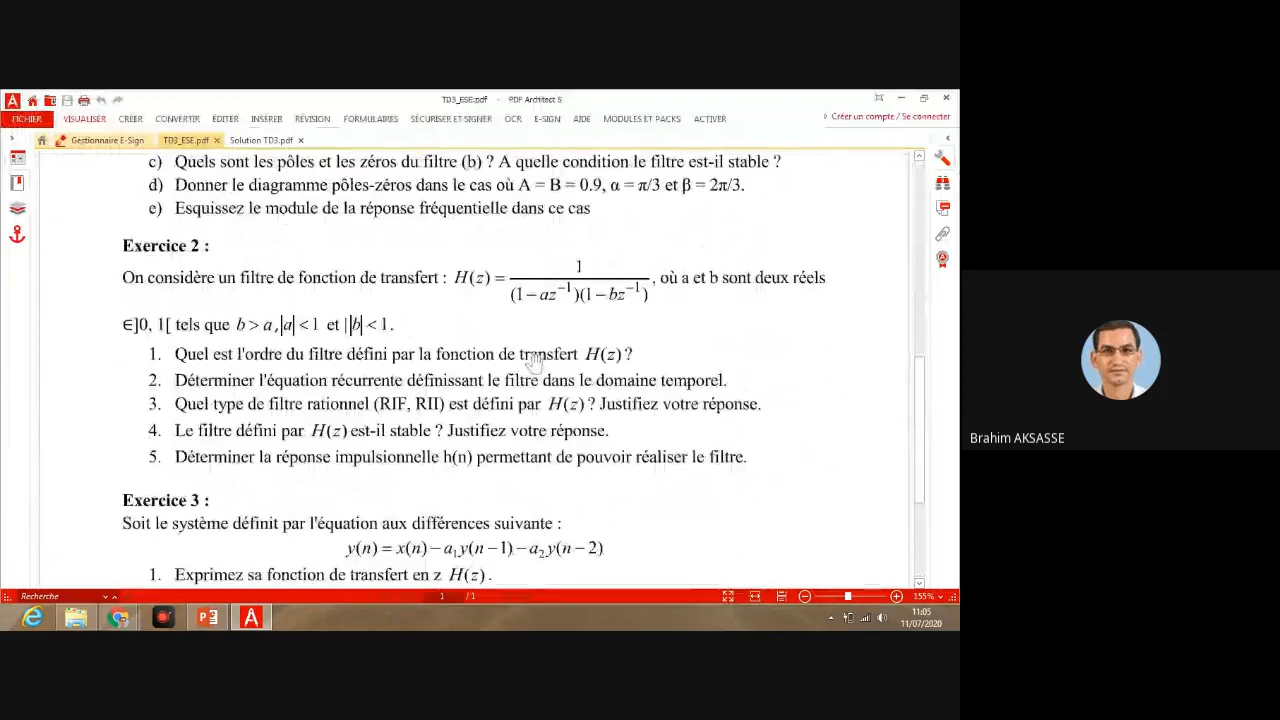 TD3_ESE.pdf - PDF Architect 5
FICHIER VISUALISER CRÉER CONVERTIR ÉDITER INSÉRER RÉVISION FORMULAIRES SÉCURISER ET SIGNER OCR E-SIGN AIDE MODULES ET PACKS ACTIVER Créer un compte / Se connecter
Gestionnaire E-Sign TD3_ESE.pdf Solution TD3.pdf
c) Quels sont les pôles et les zéros du filtre (b) ? A quelle condition le filtre est-il stable ?
d) Donner le diagramme pôles-zéros dans le cas où A = B = 0.9, α = π/3 et β = 2π/3.
e) Esquissez le module de la réponse fréquentielle dans ce cas
Exercice 2 :
On considère un filtre de fonction de transfert : H(z) = 1 / (1 − az⁻¹)(1 − bz⁻¹) , où a et b sont deux réels
∈]0, 1[ tels que b > a , |a| < 1 et | |b| < 1.
1. Quel est l'ordre du filtre défini par la fonction de transfert H(z) ?
2. Déterminer l'équation récurrente définissant le filtre dans le domaine temporel.
3. Quel type de filtre rationnel (RIF, RII) est défini par H(z) ? Justifiez votre réponse.
4. Le filtre défini par H(z) est-il stable ? Justifiez votre réponse.
5. Déterminer la réponse impulsionnelle h(n) permettant de pouvoir réaliser le filtre.
Exercice 3 :
Soit le système définit par l'équation aux différences suivante :
y(n) = x(n) − a₁y(n − 1) − a₂y(n − 2)
1. Exprimez sa fonction de transfert en z H(z).
Recherche 1 / 1 155%
11:05
11/07/2020
Brahim AKSASSE